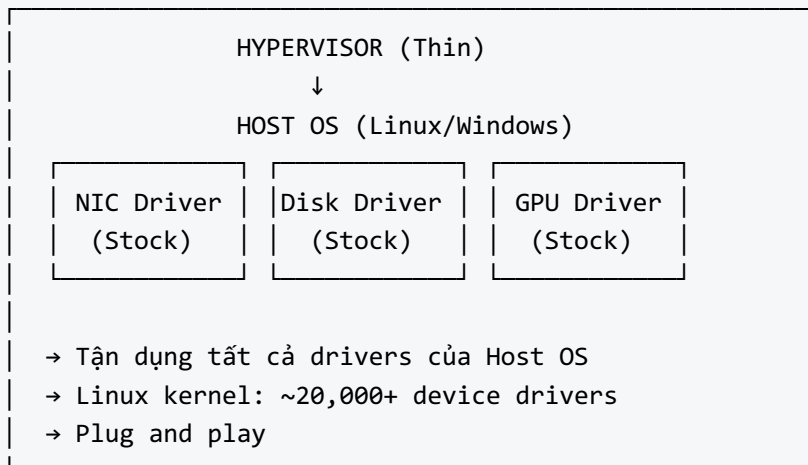 HYPERVISOR (Thin)
↓
HOST OS (Linux/Windows)
NIC Driver Disk Driver GPU Driver
(Stock) (Stock) (Stock)
→ Tận dụng tất cả drivers của Host OS
→ Linux kernel: ~20,000+ device drivers
→ Plug and play